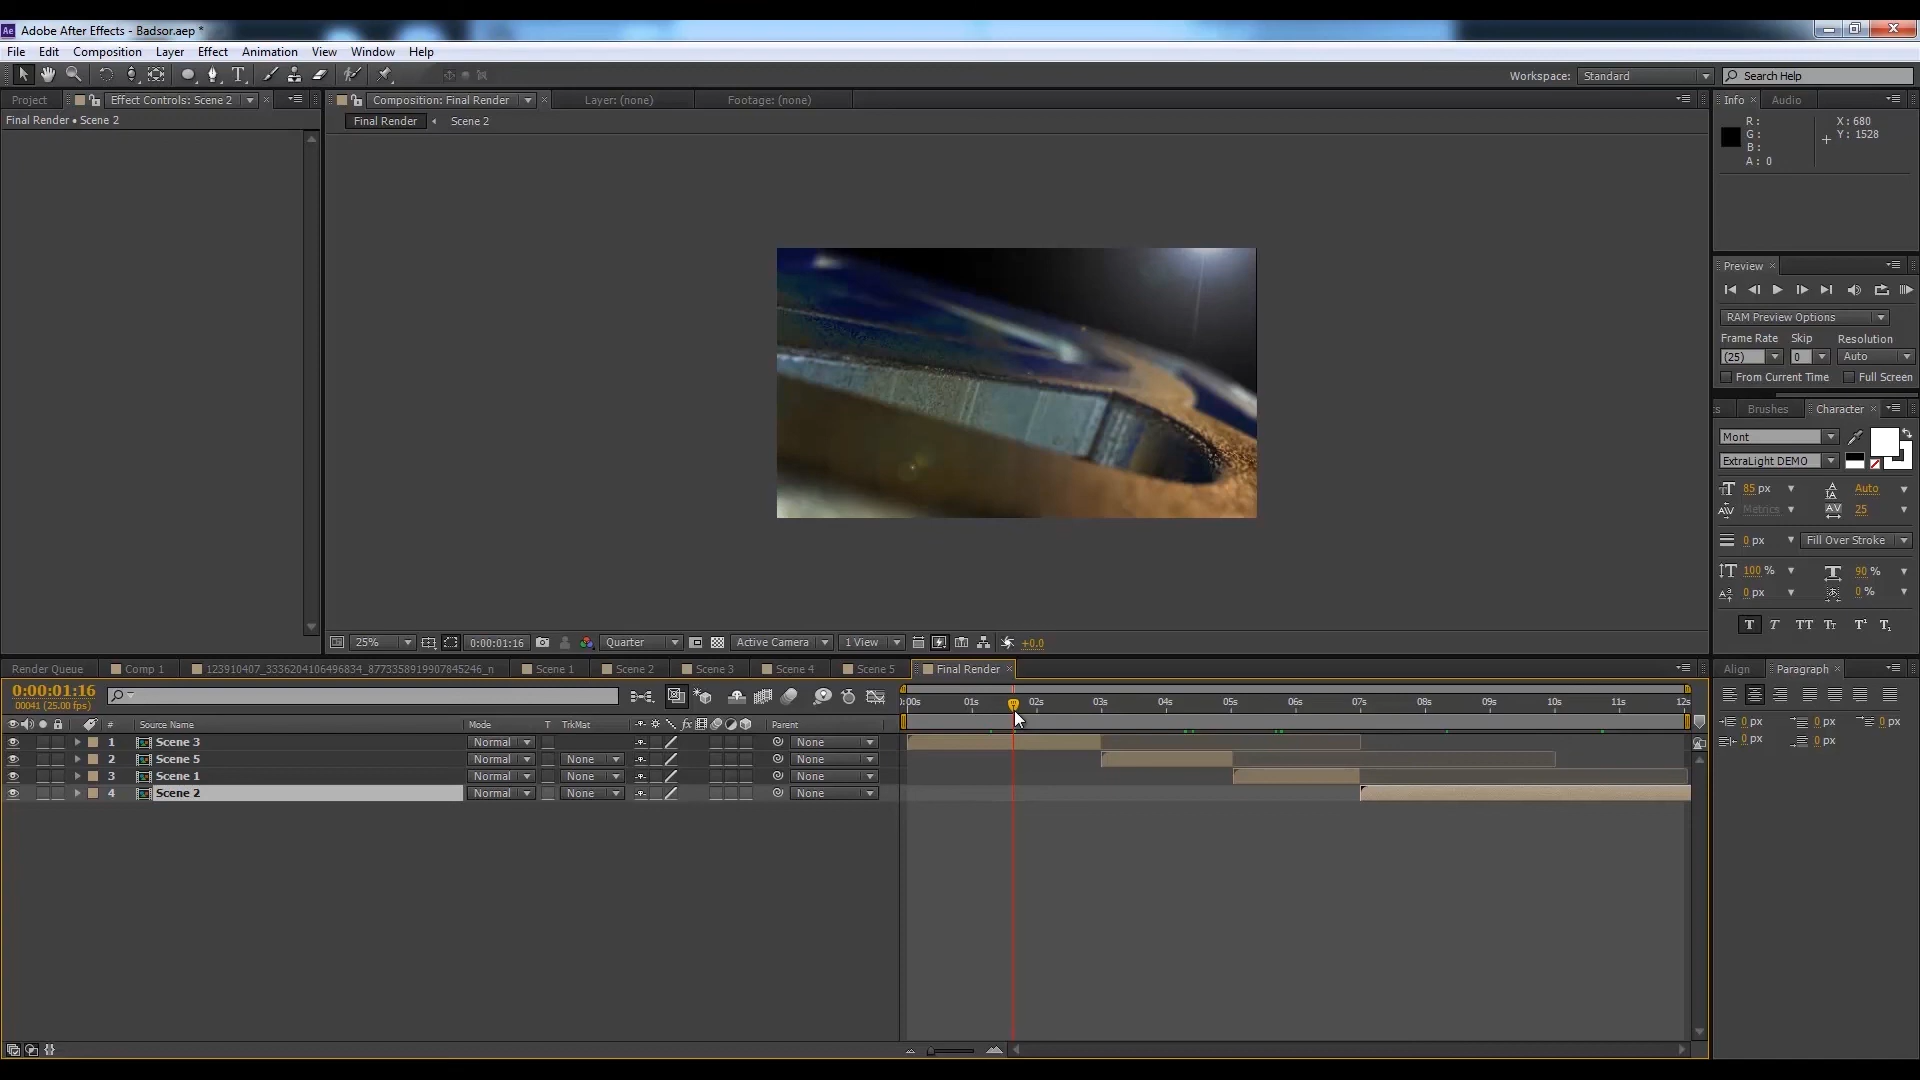 Ae Adobe After Effects - Badsor.aep *
File Edit Composition Layer Effect Animation View Window Help
Workspace: Standard Search Help
Project Effect Controls: Scene 2 Composition: Final Render Layer: (none) Footage: (none) Info Audio
Final Render • Scene 2
Final Render Scene 2
R: X: 680
G: Y: 1528
B:
A: 0
Preview
RAM Preview Options
Frame Rate Skip Resolution
(25) 0 Auto
From Current Time Full Screen
Brushes Character
Mont
ExtraLight DEMO
85 px Auto
Metrics 25
0 px Fill Over Stroke
100 % 90 %
0 px 0 %
T T TT Tt T¹ T₁
25% 0:00:01:16 Quarter Active Camera 1 View +0.0
Render Queue Comp 1 123910407_3336204106496834_8773358919907845246_n Scene 1 Scene 2 Scene 3 Scene 4 Scene 5 Final Render Align Paragraph
0:00:01:16
00041 (25.00 fps)
0:00s 01s 02s 03s 04s 05s 06s 07s 08s 09s 10s 11s 12s
# Source Name Mode T TrkMat fx Parent
0 px 0 px 0 px
0 px 0 px
1 Scene 3 Normal None
2 Scene 5 Normal None None
3 Scene 1 Normal None None
4 Scene 2 Normal None None